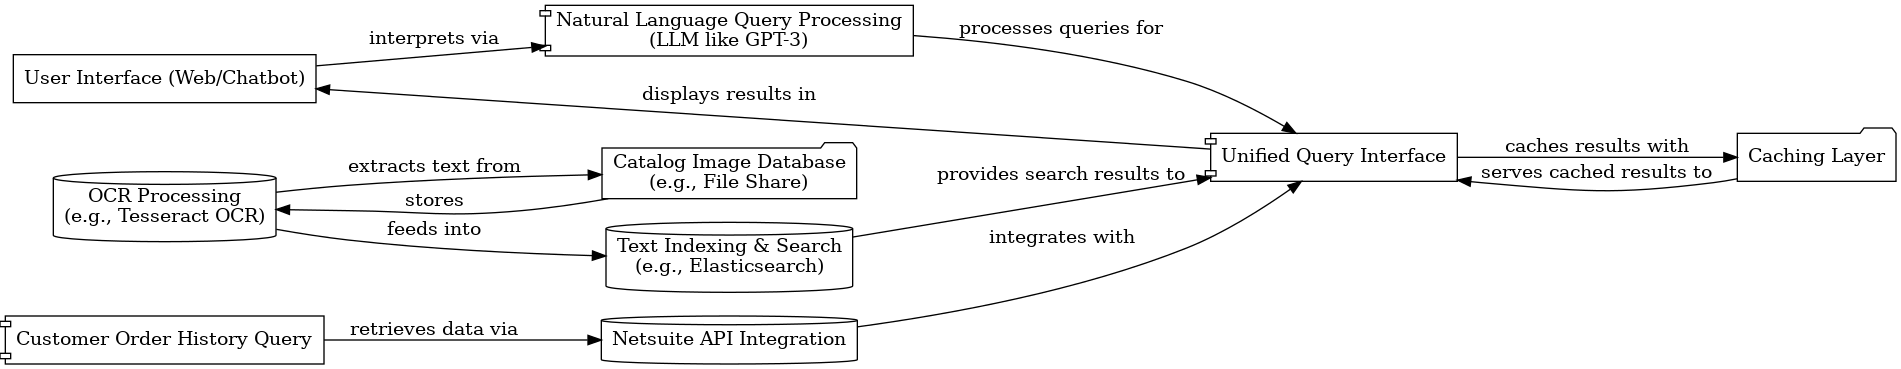 Natural Language Query Processing
(LLM like GPT-3)
processes queries for
interprets via
User Interface (Web/Chatbot)
displays results in
Unified Query Interface
caches results with
Caching Layer
serves cached results to
extracts text from
Catalog Image Database
(e.g., File Share)
provides search results to
OCR Processing
(e.g., Tesseract OCR)
stores
feeds into
Text Indexing & Search
(e.g., Elasticsearch)
integrates with
Customer Order History Query
retrieves data via
Netsuite API Integration